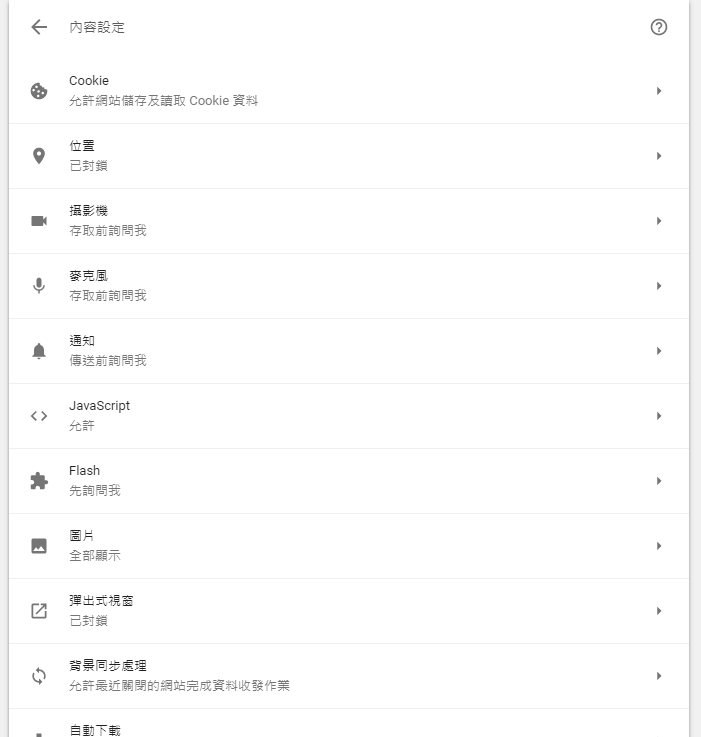 內容設定
Cookie
允許網站儲存及讀取 Cookie 資料
位置
已封鎖
攝影機
存取前詢問我
麥克風
存取前詢問我
通知
傳送前詢問我
JavaScript
允許
Flash
先詢問我
圖片
全部顯示
彈出式視窗
已封鎖
背景同步處理
允許最近關閉的網站完成資料收發作業
自動下載